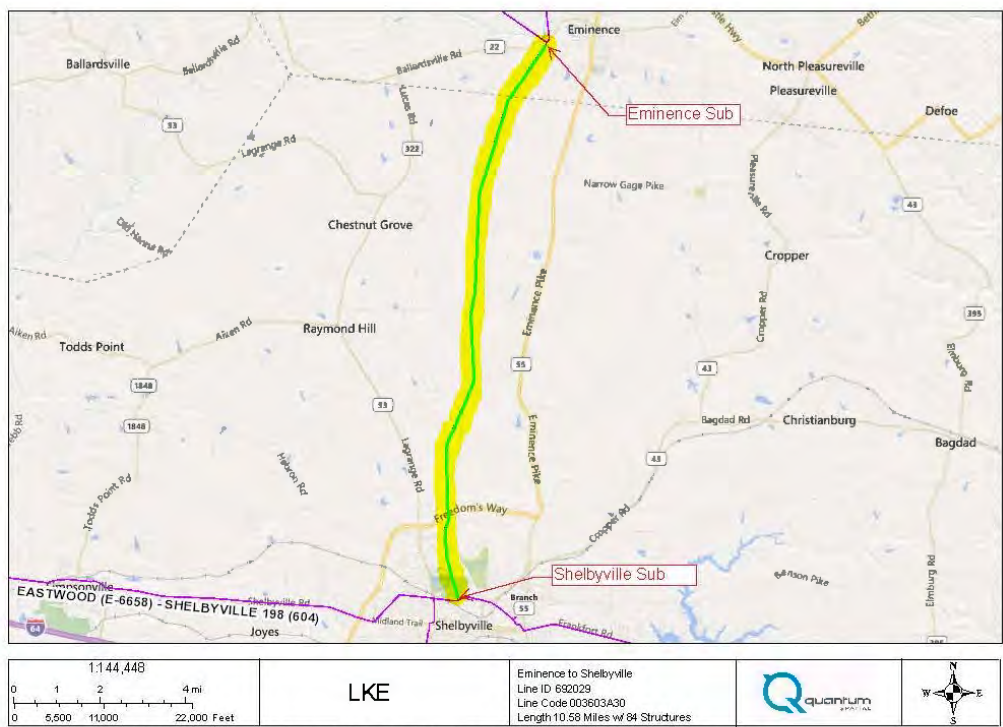 Eminence
Ballardsville Rd
22
Ballardsville
Ballardsville Rd
North Pleasureville
Pleasureville
Defoe
Lucas Rd
Eminence Sub
53
Lagrange Rd
322
Narrow Gage Pike
Pleasureville Rd
43
Chestnut Grove
Cropper
Eminence Pike
Aiken Rd
Aiken Rd
Raymond Hill
Cropper Rd
395
Todds Point
55
43
Elmburg Rd
1848
53
1848
Bagdad Rd
Christianburg
Bagdad
Lagrange Rd
Eminence Pike
43
Hebron Rd
Todds Point Rd
Freedom's Way
Cropper Rd
Shelbyville Sub
Benson Pike
Elmburg Rd
Shelbyville Rd
EASTWOOD (E-6658) - SHELBYVILLE 198 (604)
Branch
55
64
Joyes
Midland Trail
Shelbyville
Frankfort Rd
395
1:144,448
0 1 2 4 mi
0 5,500 11,000 22,000 Feet
LKE
Eminence to Shelbyville
Line ID 692029
Line Code 003603A30
Length 10.58 Miles w/ 84 Structures
quantum
SPATIAL
N
W E
S